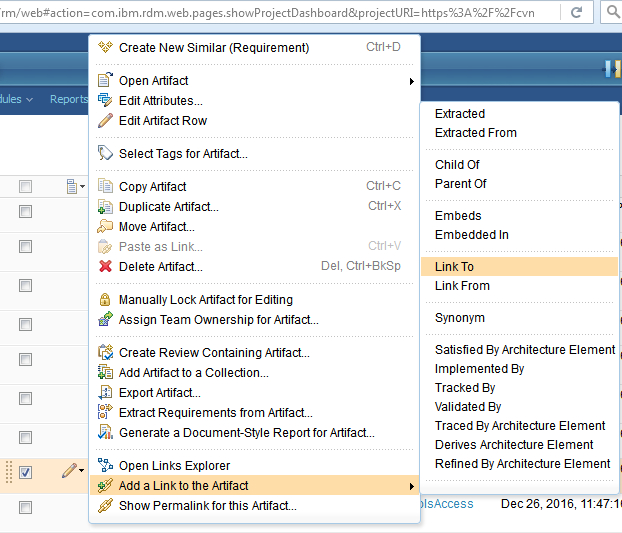 /rm/web#action=com.ibm.rdm.web.pages.showProjectDashboard&projectURI=https%3A%2F%2Fcvn
Reports
Create New Similar (Requirement) Ctrl+D
Open Artifact
Edit Attributes...
Edit Artifact Row
Select Tags for Artifact...
Copy Artifact Ctrl+C
Duplicate Artifact... Ctrl+X
Move Artifact...
Paste as Link... Ctrl+V
Delete Artifact... Del, Ctrl+BkSp
Manually Lock Artifact for Editing
Assign Team Ownership for Artifact...
Create Review Containing Artifact...
Add Artifact to a Collection...
Export Artifact...
Extract Requirements from Artifact...
Generate a Document-Style Report for Artifact...
Open Links Explorer
Add a Link to the Artifact
Show Permalink for this Artifact...
Extracted
Extracted From
Child Of
Parent Of
Embeds
Embedded In
Link To
Link From
Synonym
Satisfied By Architecture Element
Implemented By
Tracked By
Validated By
Traced By Architecture Element
Derives Architecture Element
Refined By Architecture Element
Dec 26, 2016, 11:47:1